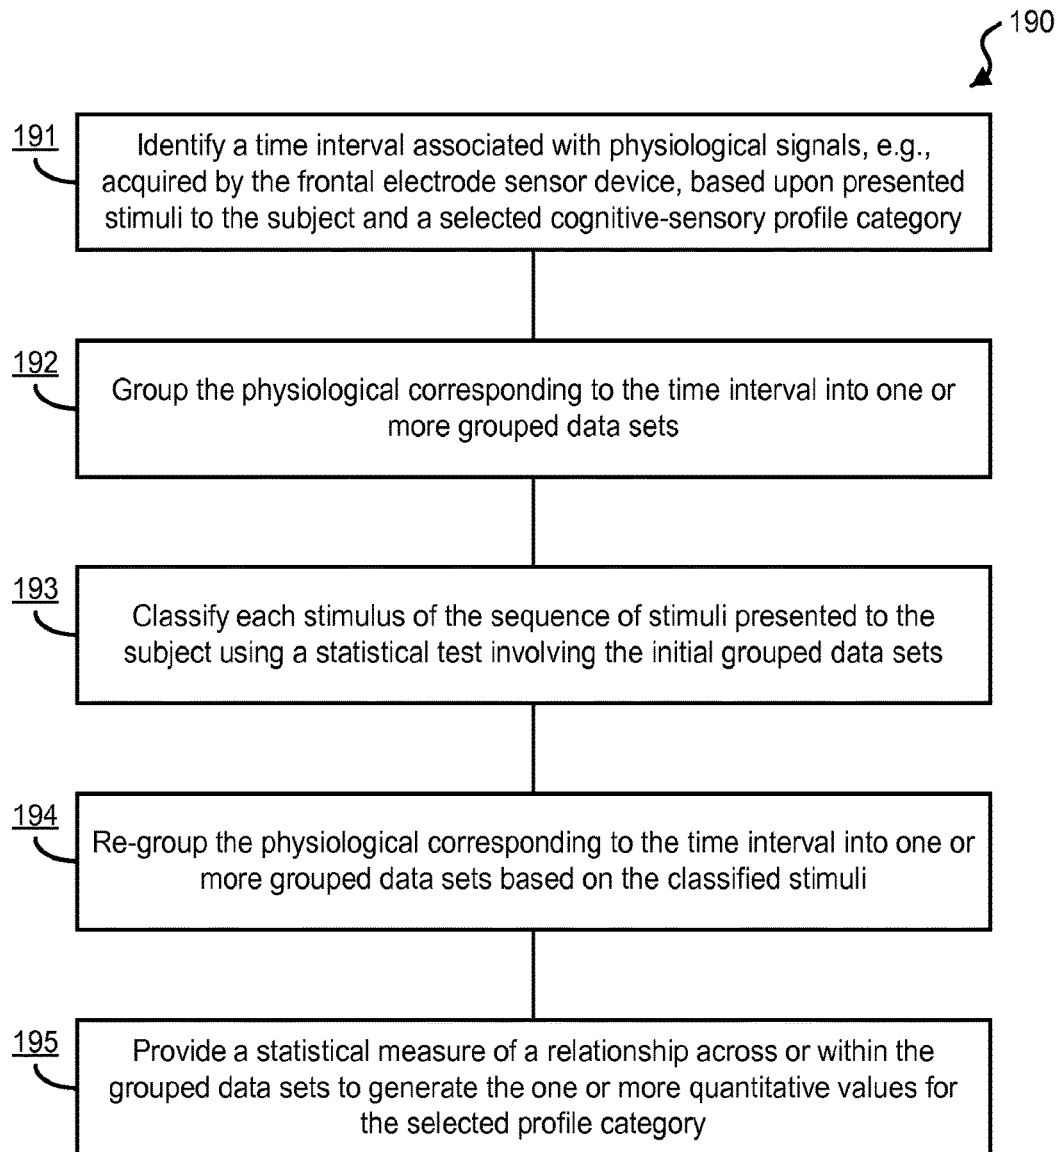 190
191
Identify a time interval associated with physiological signals, e.g.,
acquired by the frontal electrode sensor device, based upon presented
stimuli to the subject and a selected cognitive-sensory profile category
192
Group the physiological corresponding to the time interval into one or
more grouped data sets
193
Classify each stimulus of the sequence of stimuli presented to the
subject using a statistical test involving the initial grouped data sets
194
Re-group the physiological corresponding to the time interval into one or
more grouped data sets based on the classified stimuli
195
Provide a statistical measure of a relationship across or within the
grouped data sets to generate the one or more quantitative values for
the selected profile category